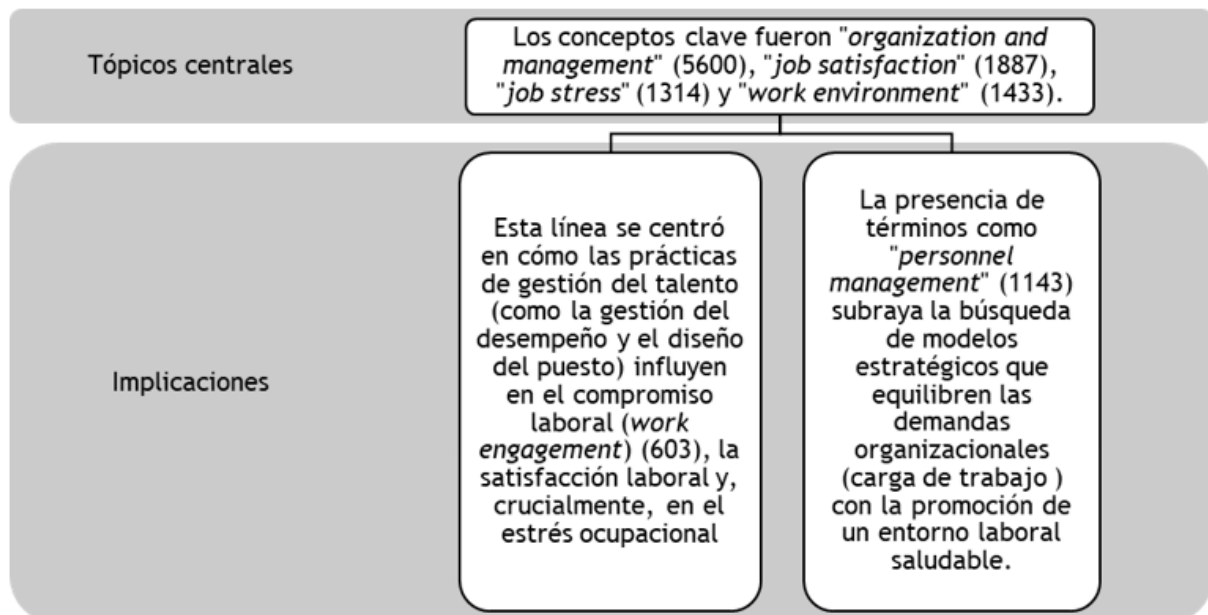 Tópicos centrales
Los conceptos clave fueron "organization and
management" (5600), "job satisfaction" (1887),
"job stress" (1314) y "work environment" (1433).
Implicaciones
Esta línea se centró
en cómo las prácticas
de gestión del talento
(como la gestión del
desempeño y el diseño
del puesto) influyen
en el compromiso
laboral (work
engagement) (603), la
satisfacción laboral y,
crucialmente, en el
estrés ocupacional
La presencia de
términos como
"personnel
management" (1143)
subraya la búsqueda
de modelos
estratégicos que
equilibren las
demandas
organizacionales
(carga de trabajo )
con la promoción de
un entorno laboral
saludable.